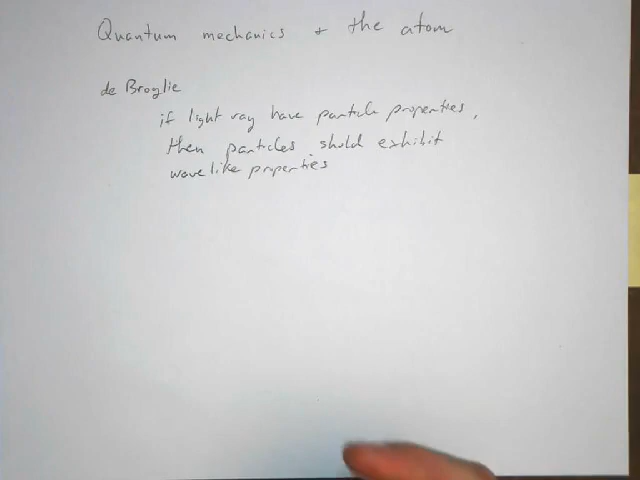 Quantum mechanics + the atom
de Broglie
if light ray have particle properties,
then particles should exhibit
wave like properties